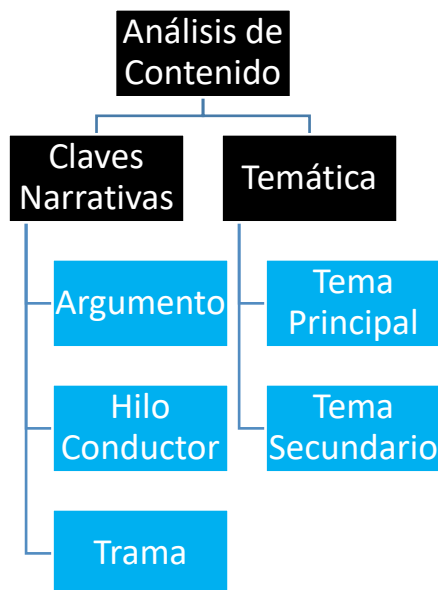 Análisis de
Contenido
Claves
Narrativas
Temática
Argumento
Hilo
Conductor
Trama
Tema
Principal
Tema
Secundario